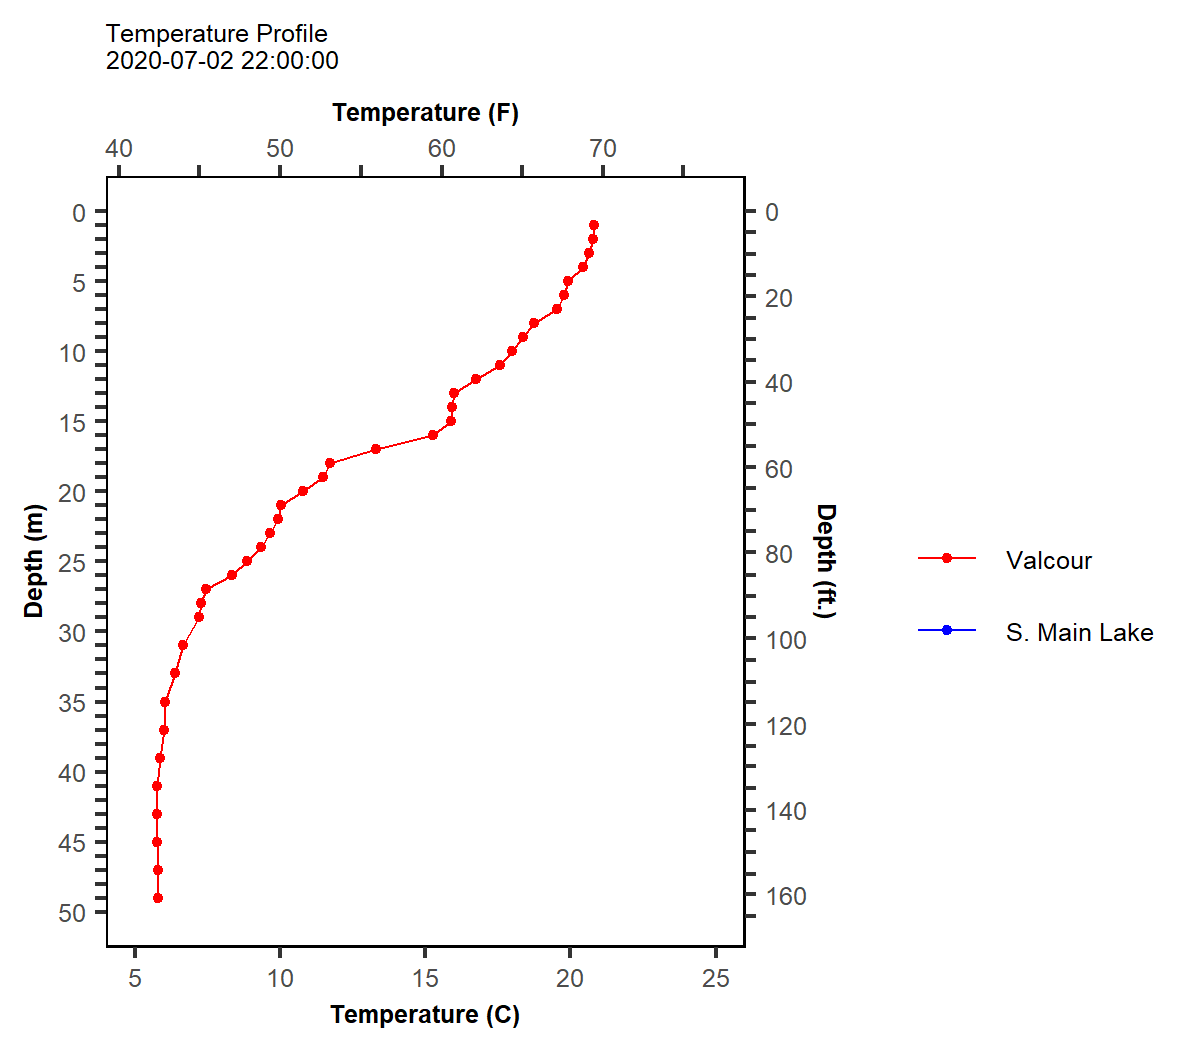 Temperature Profile
2020-07-02 22:00:00
Temperature (F)
40 50 60 70
0
5
10
15
20
25
30
35
40
45
50
Depth (m)
0
20
40
60
80
100
120
140
160
Depth (ft.)
Valcour
S. Main Lake
5 10 15 20 25
Temperature (C)